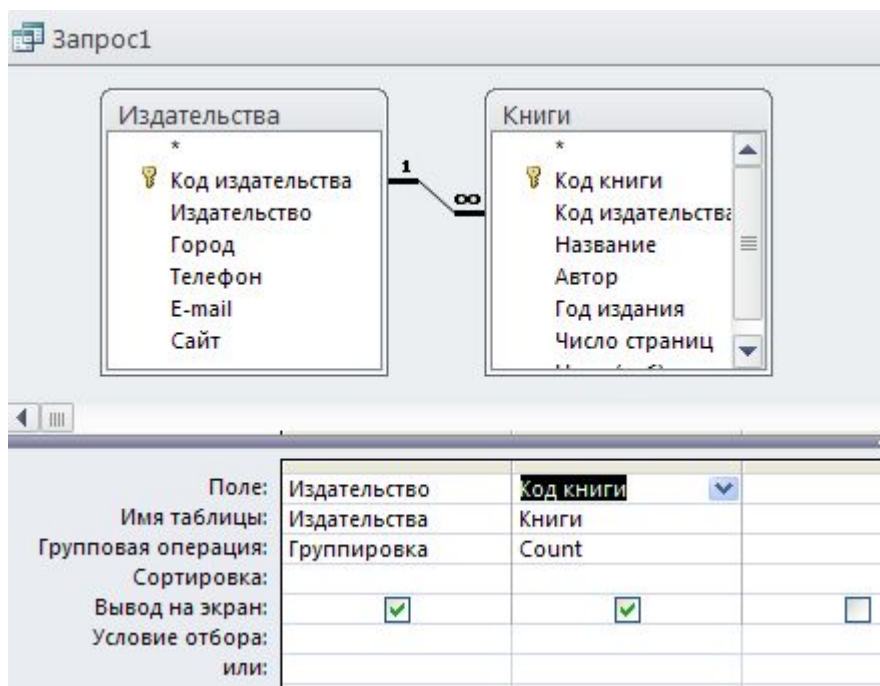 Запрос1
Издательства
*
Код издательства
Издательство
Город
Телефон
E-mail
Сайт
1
∞
Книги
*
Код книги
Код издательства
Название
Автор
Год издания
Число страниц
Поле: Издательство Код книги
Имя таблицы: Издательства Книги
Групповая операция: Группировка Count
Сортировка:
Вывод на экран:
Условие отбора:
или: